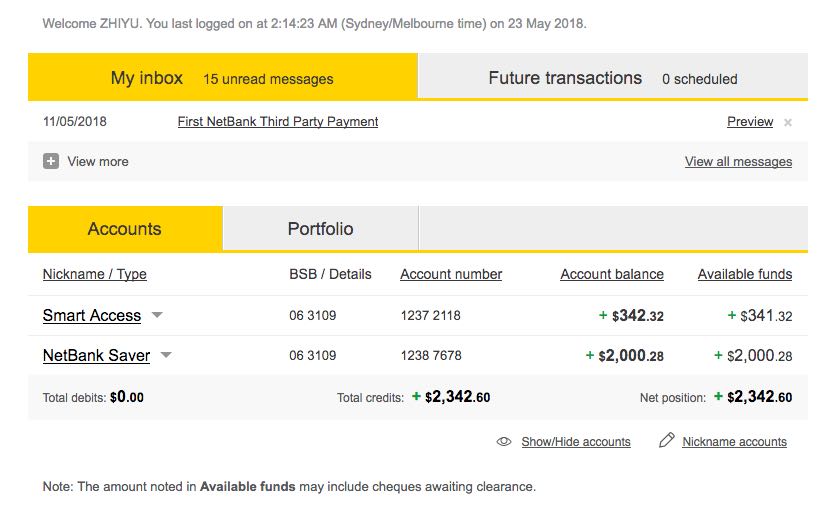 Welcome ZHIYU. You last logged on at 2:14:23 AM (Sydney/Melbourne time) on 23 May 2018.
My inbox 15 unread messages Future transactions 0 scheduled
11/05/2018 First NetBank Third Party Payment Preview ×
+ View more View all messages
Accounts Portfolio
Nickname / Type BSB / Details Account number Account balance Available funds
Smart Access 06 3109 1237 2118 + $342.32 + $341.32
NetBank Saver 06 3109 1238 7678 + $2,000.28 + $2,000.28
Total debits: $0.00 Total credits: + $2,342.60 Net position: + $2,342.60
Show/Hide accounts Nickname accounts
Note: The amount noted in Available funds may include cheques awaiting clearance.